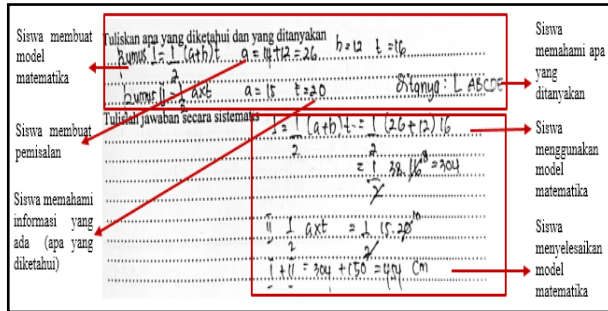 Siswa membuat
model
matematika
Siswa membuat
pemisalan
Siswa memahami
informasi yang
ada (apa yang
diketahui)
Tuliskan apa yang diketahui dan yang ditanyakan
Rumus I = 1/2 (a+b)t a = 14+12 = 26 b = 12 t = 16
Rumus II = 1/2 axt a = 15 t = 20 Ditanya : L ABCDE
Tulislah jawaban secara sistematis
I = 1/2 (a+b) t = 1/2 (26+12) 16
= 1/2 38. 16 8 = 304
II 1/2 axt = 1/2 15. 20 10
I + II = 304 + 150 = 454 cm
Siswa
memahami apa
yang
ditanyakan
Siswa
menggunakan
model
matematika
Siswa
menyelesaikan
model
matematika